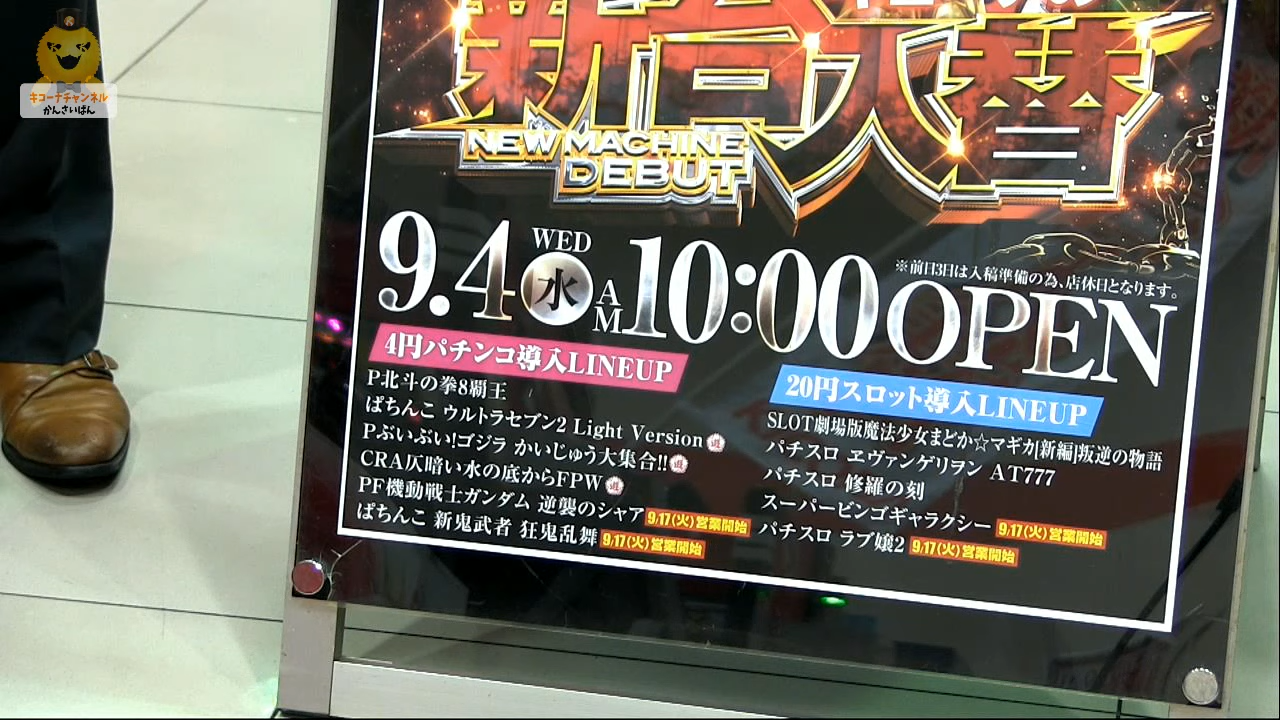 キコーナチャンネル
かんさいばん
新台入替
NEW MACHINE
DEBUT
9.4 WED 水 AM10:00 OPEN
※前日3日は入稿準備の為、店休日となります。
4円パチンコ導入LINEUP
P北斗の拳8覇王
ぱちんこ ウルトラセブン2 Light Version 遊
Pぶいぶい!ゴジラ かいじゅう大集合!! 遊
CRA仄暗い水の底からFPW 遊
PF機動戦士ガンダム 逆襲のシャア 9/17(火)営業開始
ぱちんこ 新鬼武者 狂鬼乱舞 9/17(火)営業開始
20円スロット導入LINEUP
SLOT劇場版魔法少女まどか☆マギカ[新編]叛逆の物語
パチスロ ヱヴァンゲリヲン AT777
パチスロ 修羅の刻
スーパービンゴギャラクシー 9/17(火)営業開始
パチスロ ラブ嬢2 9/17(火)営業開始